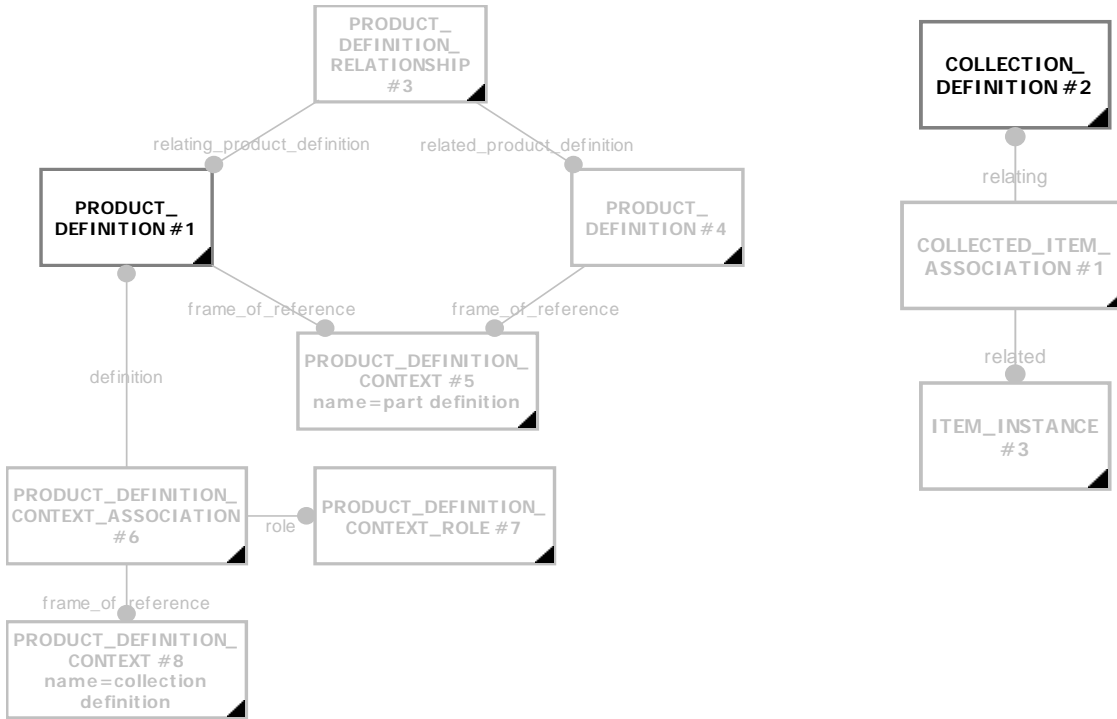 PRODUCT_
DEFINITION_
RELATIONSHIP
#3
COLLECTION_
DEFINITION #2
relating_product_definition
related_product_definition
relating
PRODUCT_
DEFINITION #1
PRODUCT_
DEFINITION #4
COLLECTED_ITEM_
ASSOCIATION #1
frame_of_reference
frame_of_reference
related
definition
PRODUCT_DEFINITION_
CONTEXT #5
name=part definition
ITEM_INSTANCE
#3
PRODUCT_DEFINITION_
CONTEXT_ASSOCIATION
#6
role
PRODUCT_DEFINITION_
CONTEXT_ROLE #7
frame_of_reference
PRODUCT_DEFINITION_
CONTEXT #8
name=collection
definition